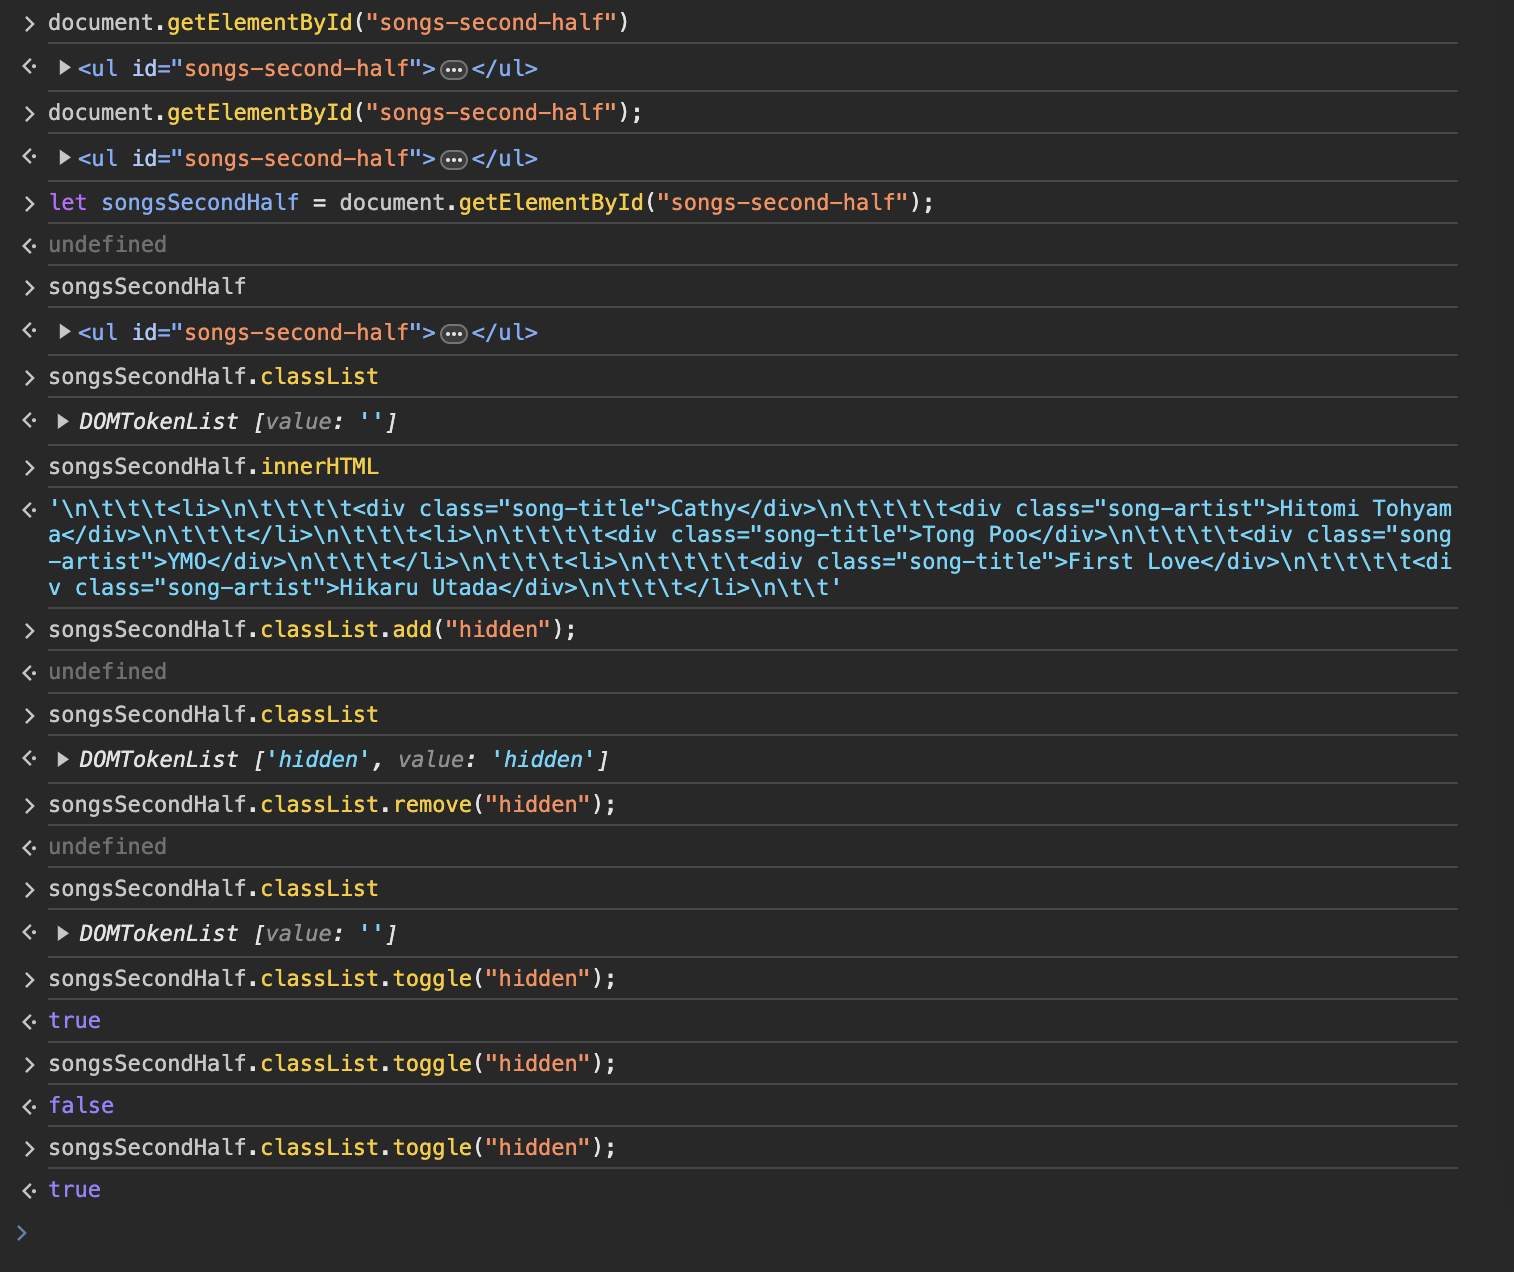 document.getElementById("songs-second-half")
<ul id="songs-second-half">…</ul>
document.getElementById("songs-second-half");
<ul id="songs-second-half">…</ul>
let songsSecondHalf = document.getElementById("songs-second-half");
undefined
songsSecondHalf
<ul id="songs-second-half">…</ul>
songsSecondHalf.classList
DOMTokenList [value: '']
songsSecondHalf.innerHTML
'\n\t\t\t<li>\n\t\t\t\t<div class="song-title">Cathy</div>\n\t\t\t\t<div class="song-artist">Hitomi Tohyam
a</div>\n\t\t\t</li>\n\t\t\t<li>\n\t\t\t\t<div class="song-title">Tong Poo</div>\n\t\t\t\t<div class="song
-artist">YMO</div>\n\t\t\t</li>\n\t\t\t<li>\n\t\t\t\t<div class="song-title">First Love</div>\n\t\t\t\t<di
v class="song-artist">Hikaru Utada</div>\n\t\t\t</li>\n\t\t'
songsSecondHalf.classList.add("hidden");
undefined
songsSecondHalf.classList
DOMTokenList ['hidden', value: 'hidden']
songsSecondHalf.classList.remove("hidden");
undefined
songsSecondHalf.classList
DOMTokenList [value: '']
songsSecondHalf.classList.toggle("hidden");
true
songsSecondHalf.classList.toggle("hidden");
false
songsSecondHalf.classList.toggle("hidden");
true